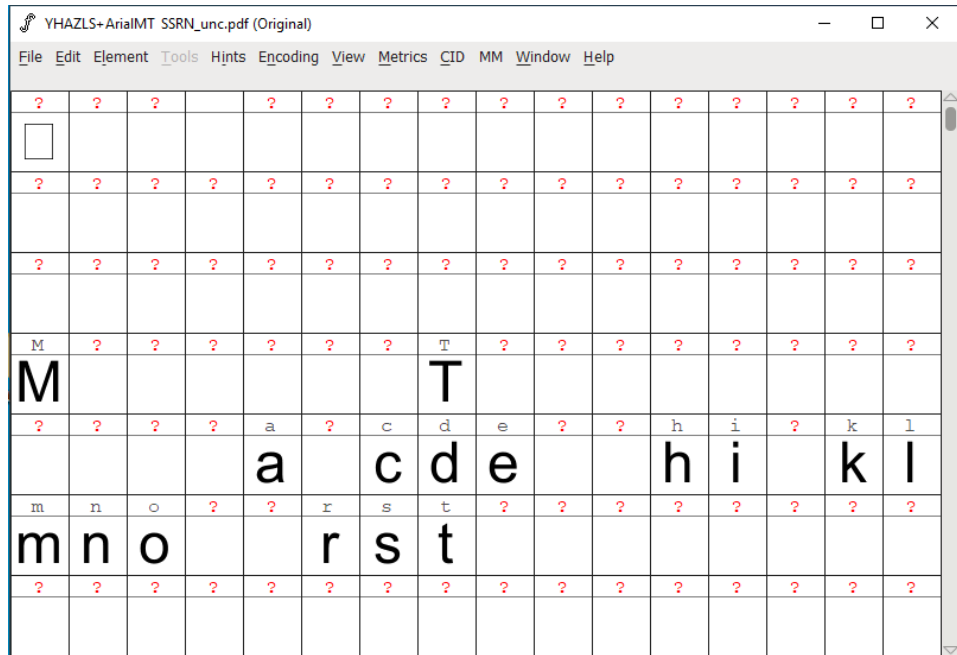 YHAZLS+ArialMT SSRN_unc.pdf (Original)
File Edit Element Tools Hints Encoding View Metrics CID MM Window Help
? ? ? ? ? ? ? ? ? ? ? ? ? ? ?
? ? ? ? ? ? ? ? ? ? ? ? ? ? ? ?
? ? ? ? ? ? ? ? ? ? ? ? ? ? ? ?
M ? ? ? ? ? ? T ? ? ? ? ? ? ? ?
M T
? ? ? ? a ? c d e ? ? h i ? k l
a c d e h i k l
m n o ? ? r s t ? ? ? ? ? ? ? ?
m n o r s t
? ? ? ? ? ? ? ? ? ? ? ? ? ? ? ?